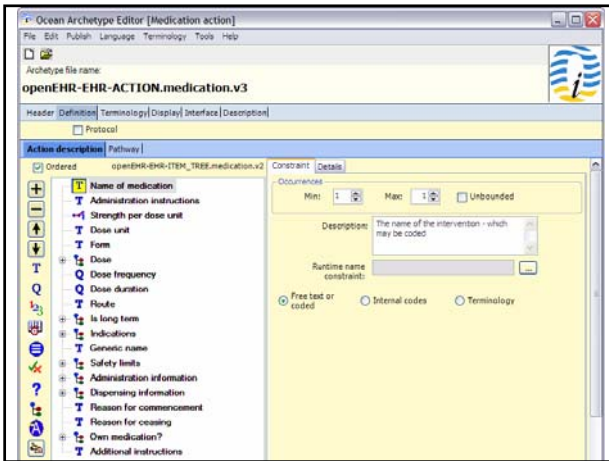 Ocean Archetype Editor [Medication action]
File Edit Publish Language Terminology Tools Help
Archetype file name:
openEHR-EHR-ACTION.medication.v3
Header Definition Terminology Display Interface Description
Protocol
Action description Pathway
Ordered openEHR-EHR-ITEM_TREE.medication.v2 Constraint Details
Name of medication
Administration instructions
Strength per dose unit
Dose unit
Form
Dose
Dose frequency
Dose duration
Route
Is long term
Indications
Generic name
Safety limits
Administration information
Dispensing information
Reason for commencement
Reason for ceasing
Own medication?
Additional instructions
Occurrences
Min: 1 Max: 1 Unbounded
Description: The name of the intervention - which
may be coded
Runtime name
constraint: ...
Free text or
coded
Internal codes Terminology